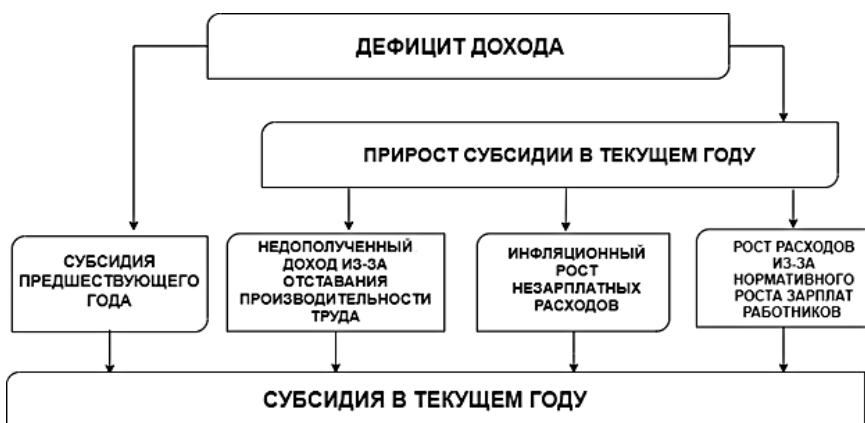 ДЕФИЦИТ ДОХОДА
ПРИРОСТ СУБСИДИИ В ТЕКУЩЕМ ГОДУ
СУБСИДИЯ
ПРЕДШЕСТВУЮЩЕГО
ГОДА
НЕДОПОЛУЧЕННЫЙ
ДОХОД ИЗ-ЗА
ОТСТАВАНИЯ
ПРОИЗВОДИТЕЛЬНОСТИ
ТРУДА
ИНФЛЯЦИОННЫЙ
РОСТ
НЕЗАРПЛАТНЫХ
РАСХОДОВ
РОСТ РАСХОДОВ
ИЗ-ЗА
НОРМАТИВНОГО
РОСТА ЗАРПЛАТ
РАБОТНИКОВ
СУБСИДИЯ В ТЕКУЩЕМ ГОДУ